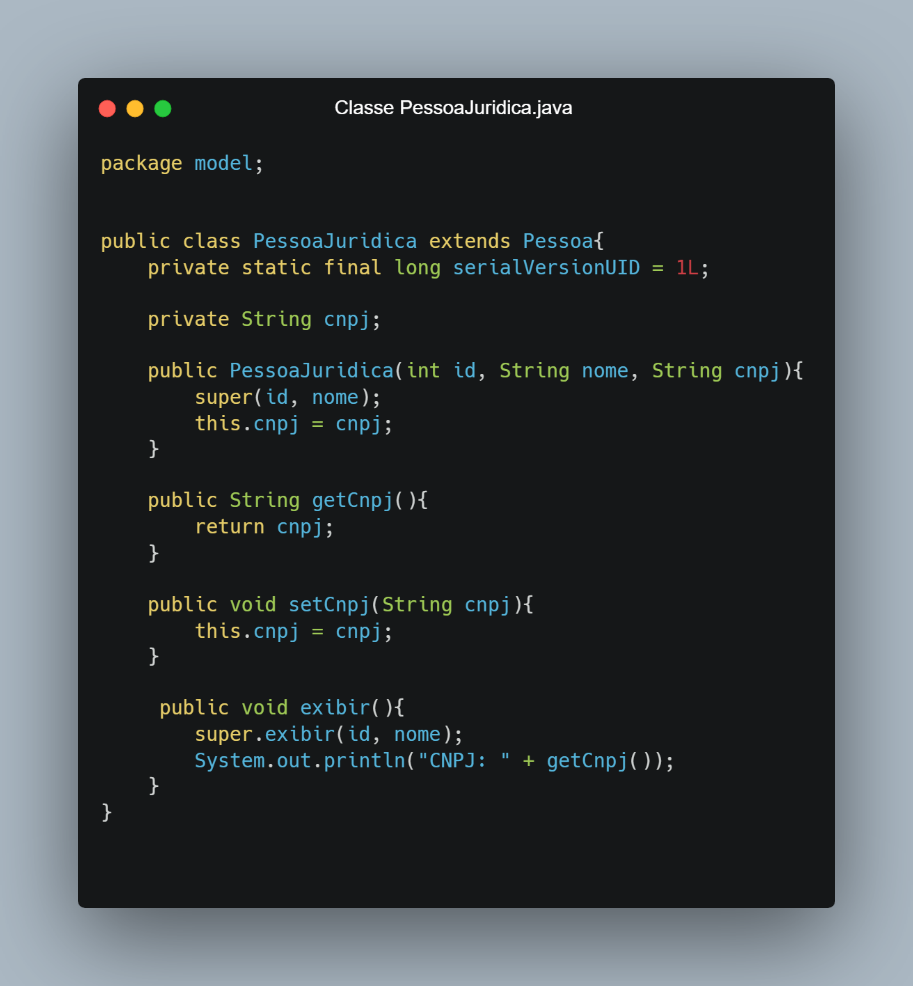 Classe PessoaJuridica.java
package model;
public class PessoaJuridica extends Pessoa{
    private static final long serialVersionUID = 1L;
    private String cnpj;
    public PessoaJuridica(int id, String nome, String cnpj){
        super(id, nome);
        this.cnpj = cnpj;
    }
    public String getCnpj(){
        return cnpj;
    }
    public void setCnpj(String cnpj){
        this.cnpj = cnpj;
    }
     public void exibir(){
        super.exibir(id, nome);
        System.out.println("CNPJ: " + getCnpj());
    }
}